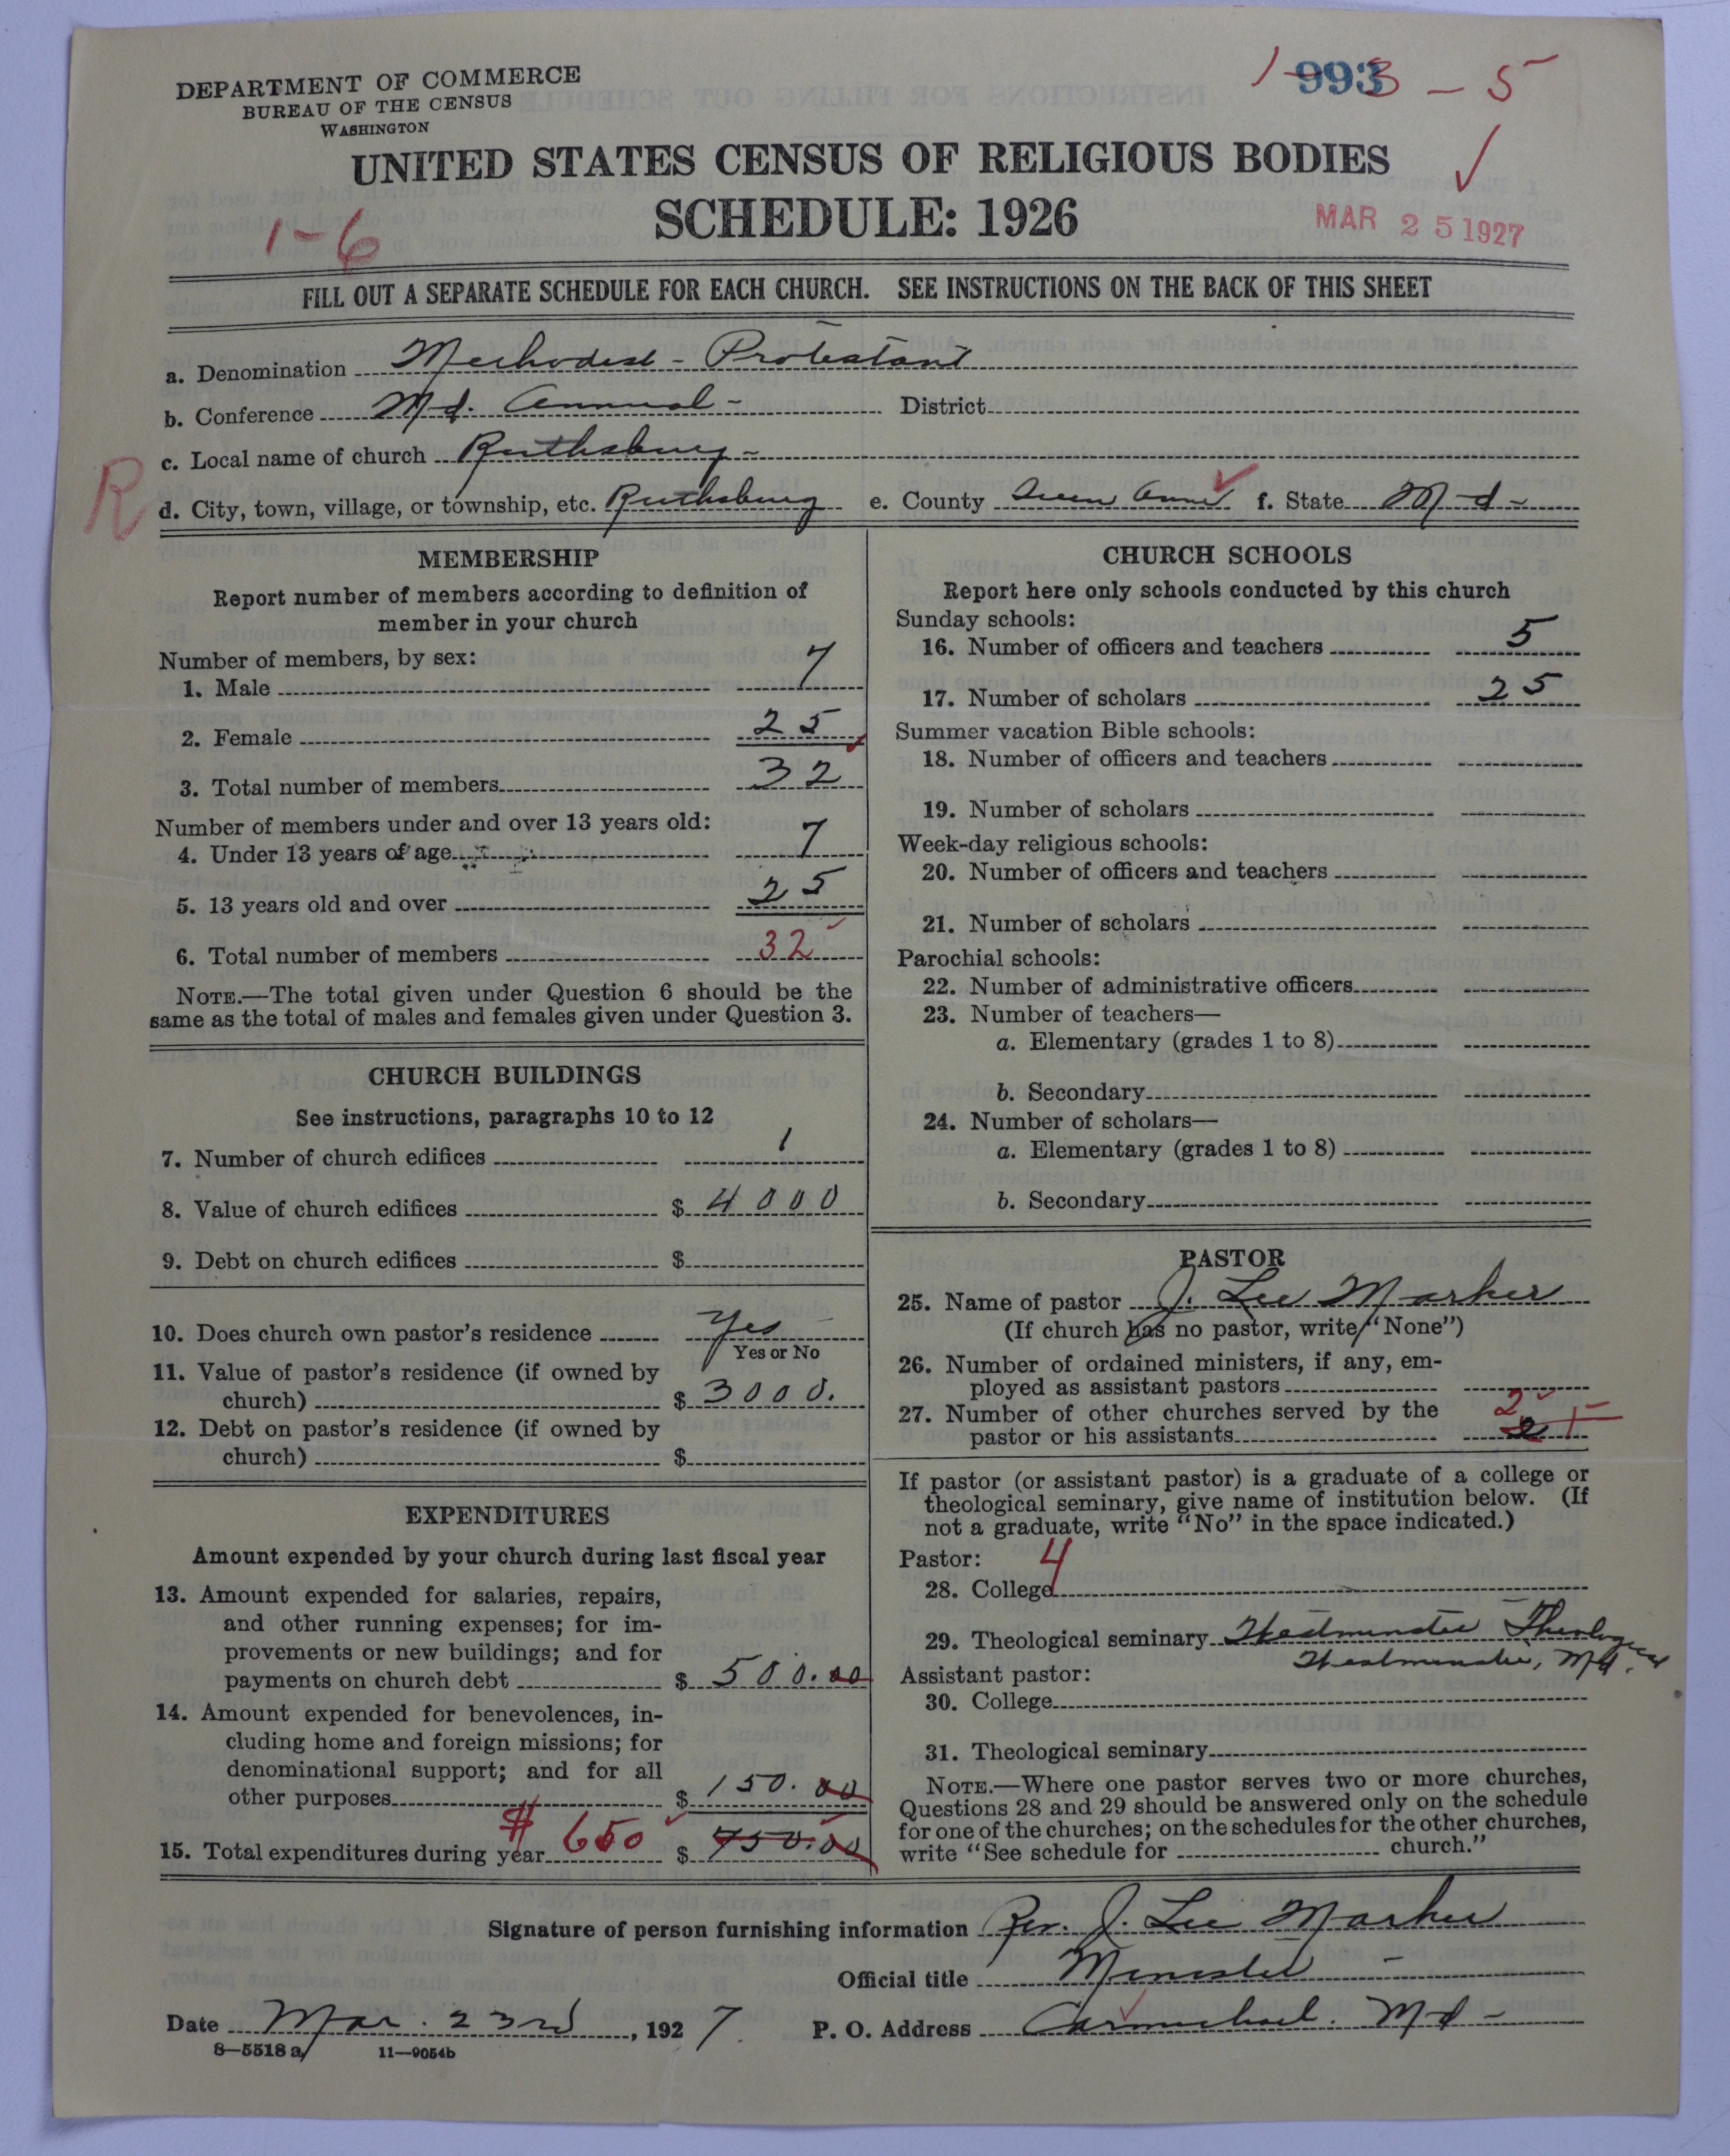 DEPARTMENT OF COMMERCE
BUREAU OF THE CENSUS
WASHINGTON
1 993 3 - 5
UNITED STATES CENSUS OF RELIGIOUS BODIES
SCHEDULE: 1926
MAR 25 1927
1-6
FILL OUT A SEPARATE SCHEDULE FOR EACH CHURCH. SEE INSTRUCTIONS ON THE BACK OF THIS SHEET
a. Denomination Methodist - Protestant
b. Conference Md. Annual - District
c. Local name of church Ruthsburg -
R
d. City, town, village, or township, etc. Ruthsburg e. County Queen Anne f. State Md-
MEMBERSHIP
Report number of members according to definition of
member in your church
Number of members, by sex:
1. Male 7
2. Female 25
3. Total number of members 32
Number of members under and over 13 years old:
4. Under 13 years of age 7
5. 13 years old and over 25
6. Total number of members 32
NOTE.—The total given under Question 6 should be the
same as the total of males and females given under Question 3.
CHURCH BUILDINGS
See instructions, paragraphs 10 to 12
7. Number of church edifices 1
8. Value of church edifices $ 4000
9. Debt on church edifices $
10. Does church own pastor's residence Yes
Yes or No
11. Value of pastor's residence (if owned by
church) $ 3000.
12. Debt on pastor's residence (if owned by
church) $
EXPENDITURES
Amount expended by your church during last fiscal year
13. Amount expended for salaries, repairs,
and other running expenses; for im-
provements or new buildings; and for
payments on church debt $ 500.00
14. Amount expended for benevolences, in-
cluding home and foreign missions; for
denominational support; and for all
other purposes $ 150.00
15. Total expenditures during year $ 650 $ 750.00
CHURCH SCHOOLS
Report here only schools conducted by this church
Sunday schools:
16. Number of officers and teachers 5
17. Number of scholars 25
Summer vacation Bible schools:
18. Number of officers and teachers
19. Number of scholars
Week-day religious schools:
20. Number of officers and teachers
21. Number of scholars
Parochial schools:
22. Number of administrative officers
23. Number of teachers—
a. Elementary (grades 1 to 8)
b. Secondary
24. Number of scholars—
a. Elementary (grades 1 to 8)
b. Secondary
PASTOR
25. Name of pastor J. Lee Marker
(If church has no pastor, write "None")
26. Number of ordained ministers, if any, em-
ployed as assistant pastors
27. Number of other churches served by the 2
pastor or his assistants 2 1
If pastor (or assistant pastor) is a graduate of a college or
theological seminary, give name of institution below. (If
not a graduate, write "No" in the space indicated.)
Pastor: 4
28. College
29. Theological seminary Westminster Theological
Westminster, Md.
Assistant pastor:
30. College
31. Theological seminary
NOTE.—Where one pastor serves two or more churches,
Questions 28 and 29 should be answered only on the schedule
for one of the churches; on the schedules for the other churches,
write "See schedule for church."
Signature of person furnishing information Rev. J. Lee Marker
Official title Minister -
Date Mar. 23rd, 1927. P. O. Address Carmichael. Md-
8—5518 a 11—9054b